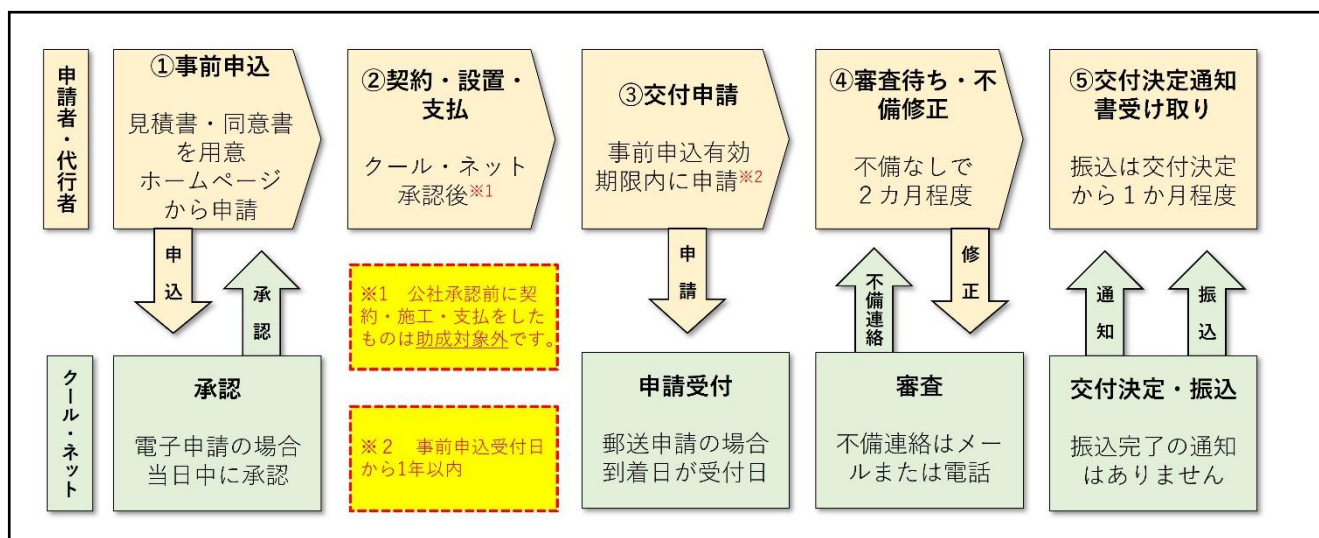 申請者・代行者
①事前申込
見積書・同意書
を用意
ホームページ
から申請
②契約・設置・
支払
クール・ネット
承認後※1
③交付申請
事前申込有効
期限内に申請※2
④審査待ち・不
備修正
不備なしで
２カ月程度
⑤交付決定通知
書受け取り
振込は交付決定
から１か月程度
申込
承認
※1　公社承認前に契
約・施工・支払をした
ものは助成対象外です。
※２　事前申込受付日
から1年以内
申請
不備連絡
修正
通知
振込
クール・ネット
承認
電子申請の場合
当日中に承認
申請受付
郵送申請の場合
到着日が受付日
審査
不備連絡はメー
ルまたは電話
交付決定・振込
振込完了の通知
はありません